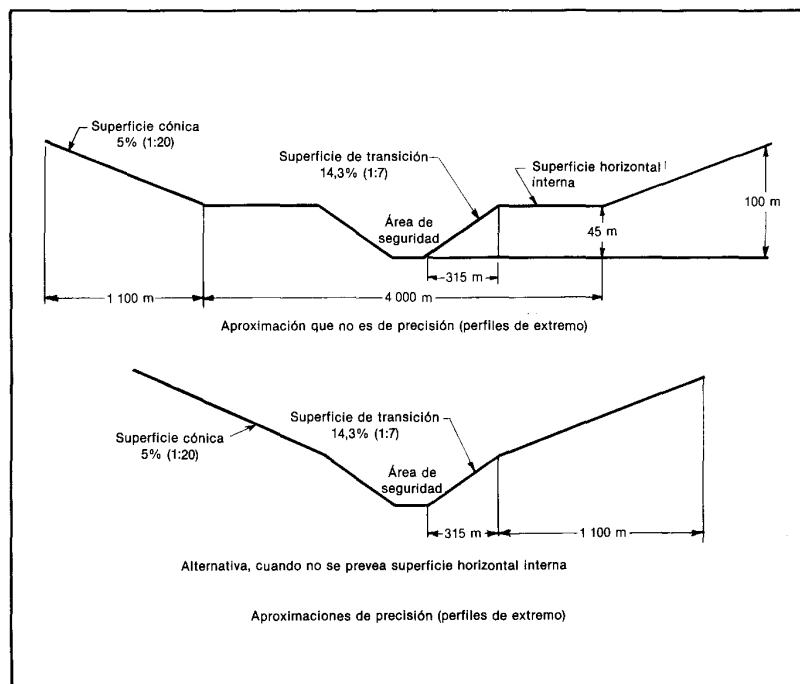 Superficie cónica
5% (1:20)
Superficie de transición
14,3% (1:7)
Superficie horizontal
interna
Área de
seguridad
100 m
45 m
315 m
1 100 m
4 000 m
Aproximación que no es de precisión (perfiles de extremo)
Superficie cónica
5% (1:20)
Superficie de transición
14,3% (1:7)
Área de
seguridad
315 m
1 100 m
Alternativa, cuando no se prevea superficie horizontal interna
Aproximaciones de precisión (perfiles de extremo)